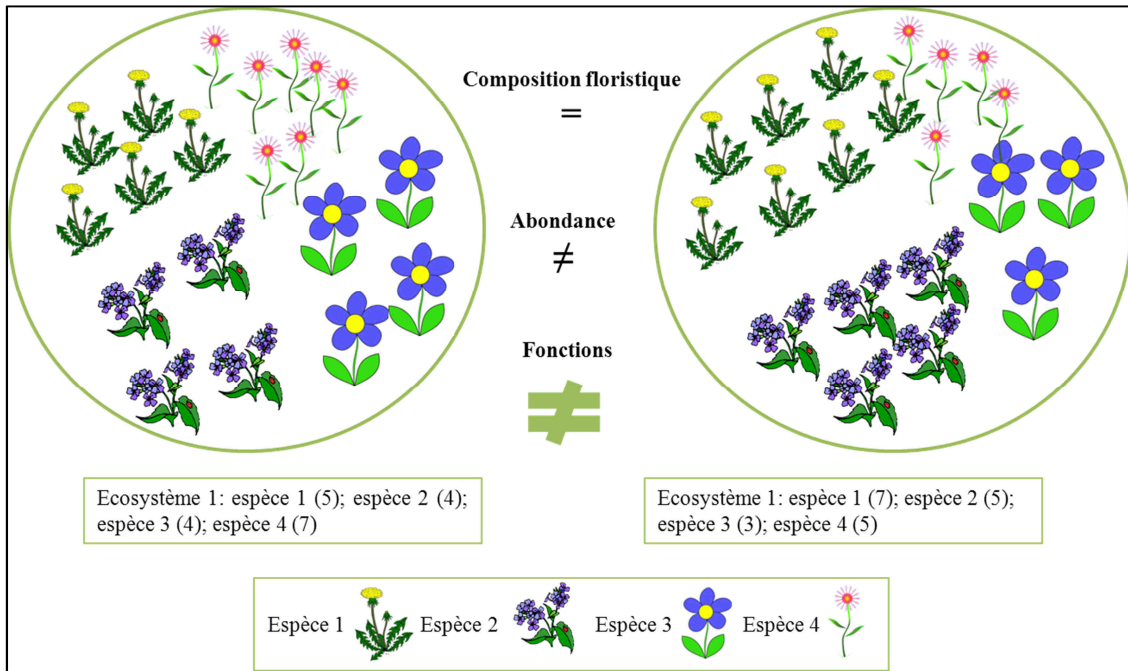 Composition floristique
=
Abondance
≠
Fonctions
≠
Ecosystème 1: espèce 1 (5); espèce 2 (4);
espèce 3 (4); espèce 4 (7)
Ecosystème 1: espèce 1 (7); espèce 2 (5);
espèce 3 (3); espèce 4 (5)
Espèce 1 Espèce 2 Espèce 3 Espèce 4